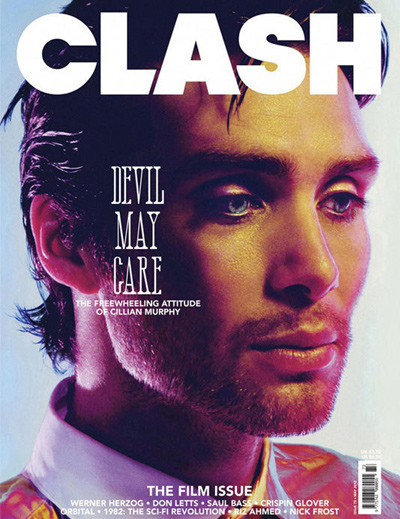 CLASH
DEVIL
MAY
CARE
THE FREEWHEELING ATTITUDE
OF CILLIAN MURPHY
THE FILM ISSUE
WERNER HERZOG • DON LETTS • SAUL BASS • CRISPIN GLOVER
ORBITAL • 1982: THE SCI-FI REVOLUTION • RIZ AHMED • NICK FROST